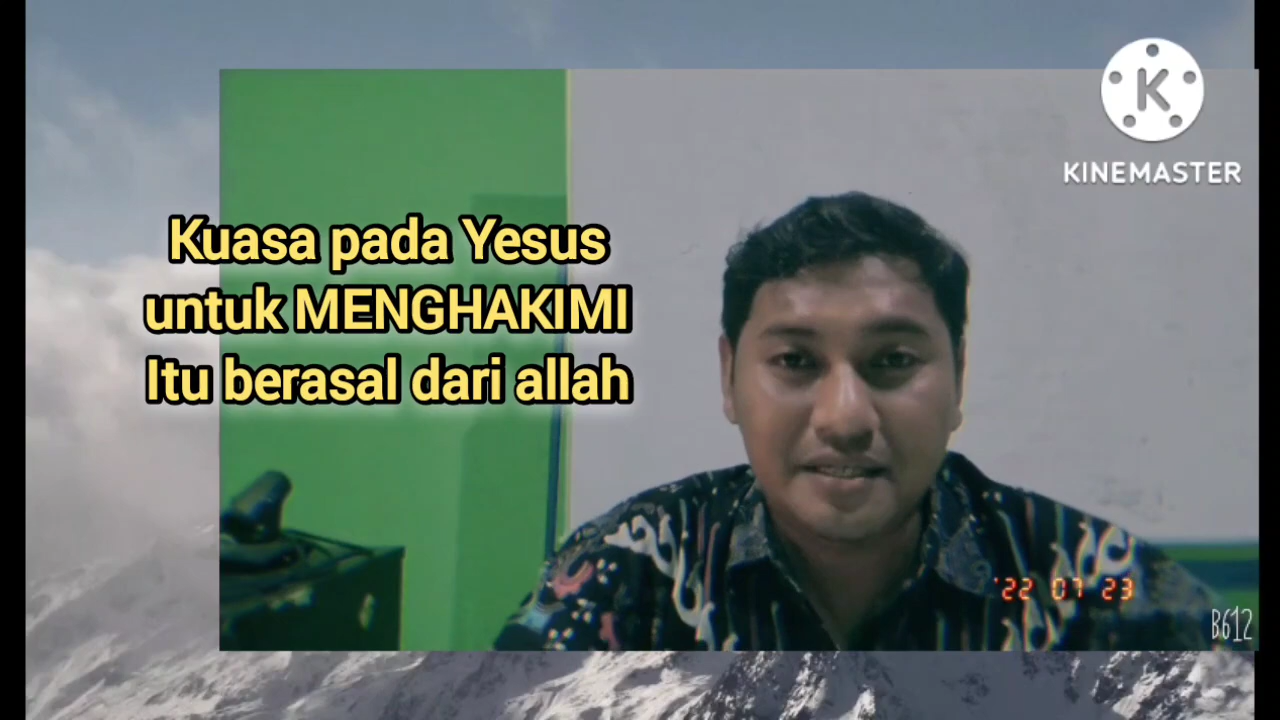 KINEMASTER
Kuasa pada Yesus
untuk MENGHAKIMI
Itu berasal dari allah
'22 07 23
B612